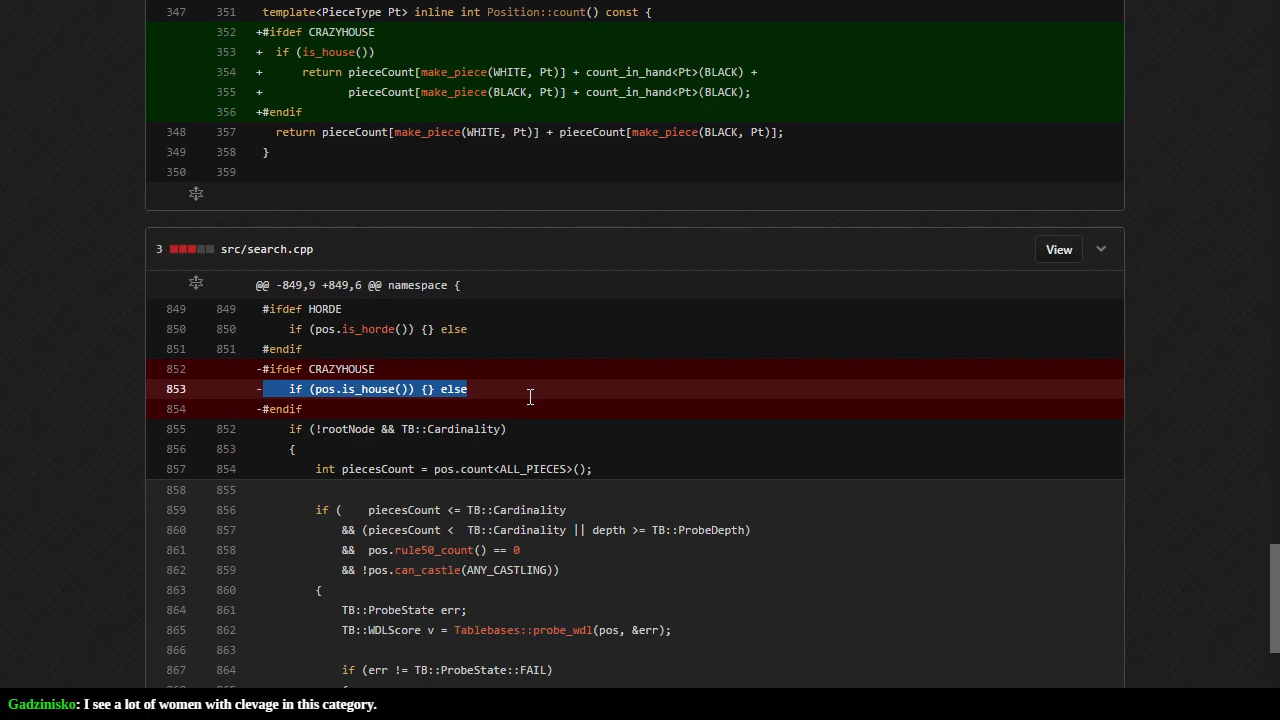 347 351 template<PieceType Pt> inline int Position::count() const {
352 +#ifdef CRAZYHOUSE
353 + if (is_house())
354 + return pieceCount[make_piece(WHITE, Pt)] + count_in_hand<Pt>(BLACK) +
355 + pieceCount[make_piece(BLACK, Pt)] + count_in_hand<Pt>(BLACK);
356 +#endif
348 357 return pieceCount[make_piece(WHITE, Pt)] + pieceCount[make_piece(BLACK, Pt)];
349 358 }
350 359
3 src/search.cpp View
@@ -849,9 +849,6 @@ namespace {
849 849 #ifdef HORDE
850 850 if (pos.is_horde()) {} else
851 851 #endif
852 -#ifdef CRAZYHOUSE
853 - if (pos.is_house()) {} else
854 -#endif
855 852 if (!rootNode && TB::Cardinality)
856 853 {
857 854 int piecesCount = pos.count<ALL_PIECES>();
858 855
859 856 if ( piecesCount <= TB::Cardinality
860 857 && (piecesCount < TB::Cardinality || depth >= TB::ProbeDepth)
861 858 && pos.rule50_count() == 0
862 859 && !pos.can_castle(ANY_CASTLING))
863 860 {
864 861 TB::ProbeState err;
865 862 TB::WDLScore v = Tablebases::probe_wdl(pos, &err);
866 863
867 864 if (err != TB::ProbeState::FAIL)
Gadzinisko: I see a lot of women with clevage in this category.